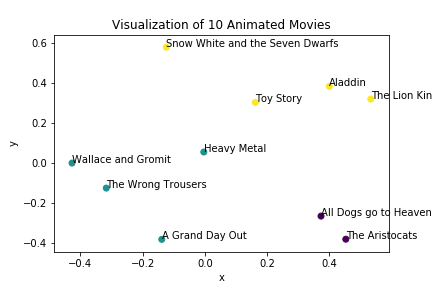 Visualization of 10 Animated Movies
0.6
Snow White and the Seven Dwarfs
0.4
Aladdin
The Lion Kin
Toy Story
0.2
y
Heavy Metal
0.0
Wallace and Gromit
The Wrong Trousers
−0.2
All Dogs go to Heaven
A Grand Day Out
The Aristocats
−0.4
−0.4 −0.2 0.0 0.2 0.4
x